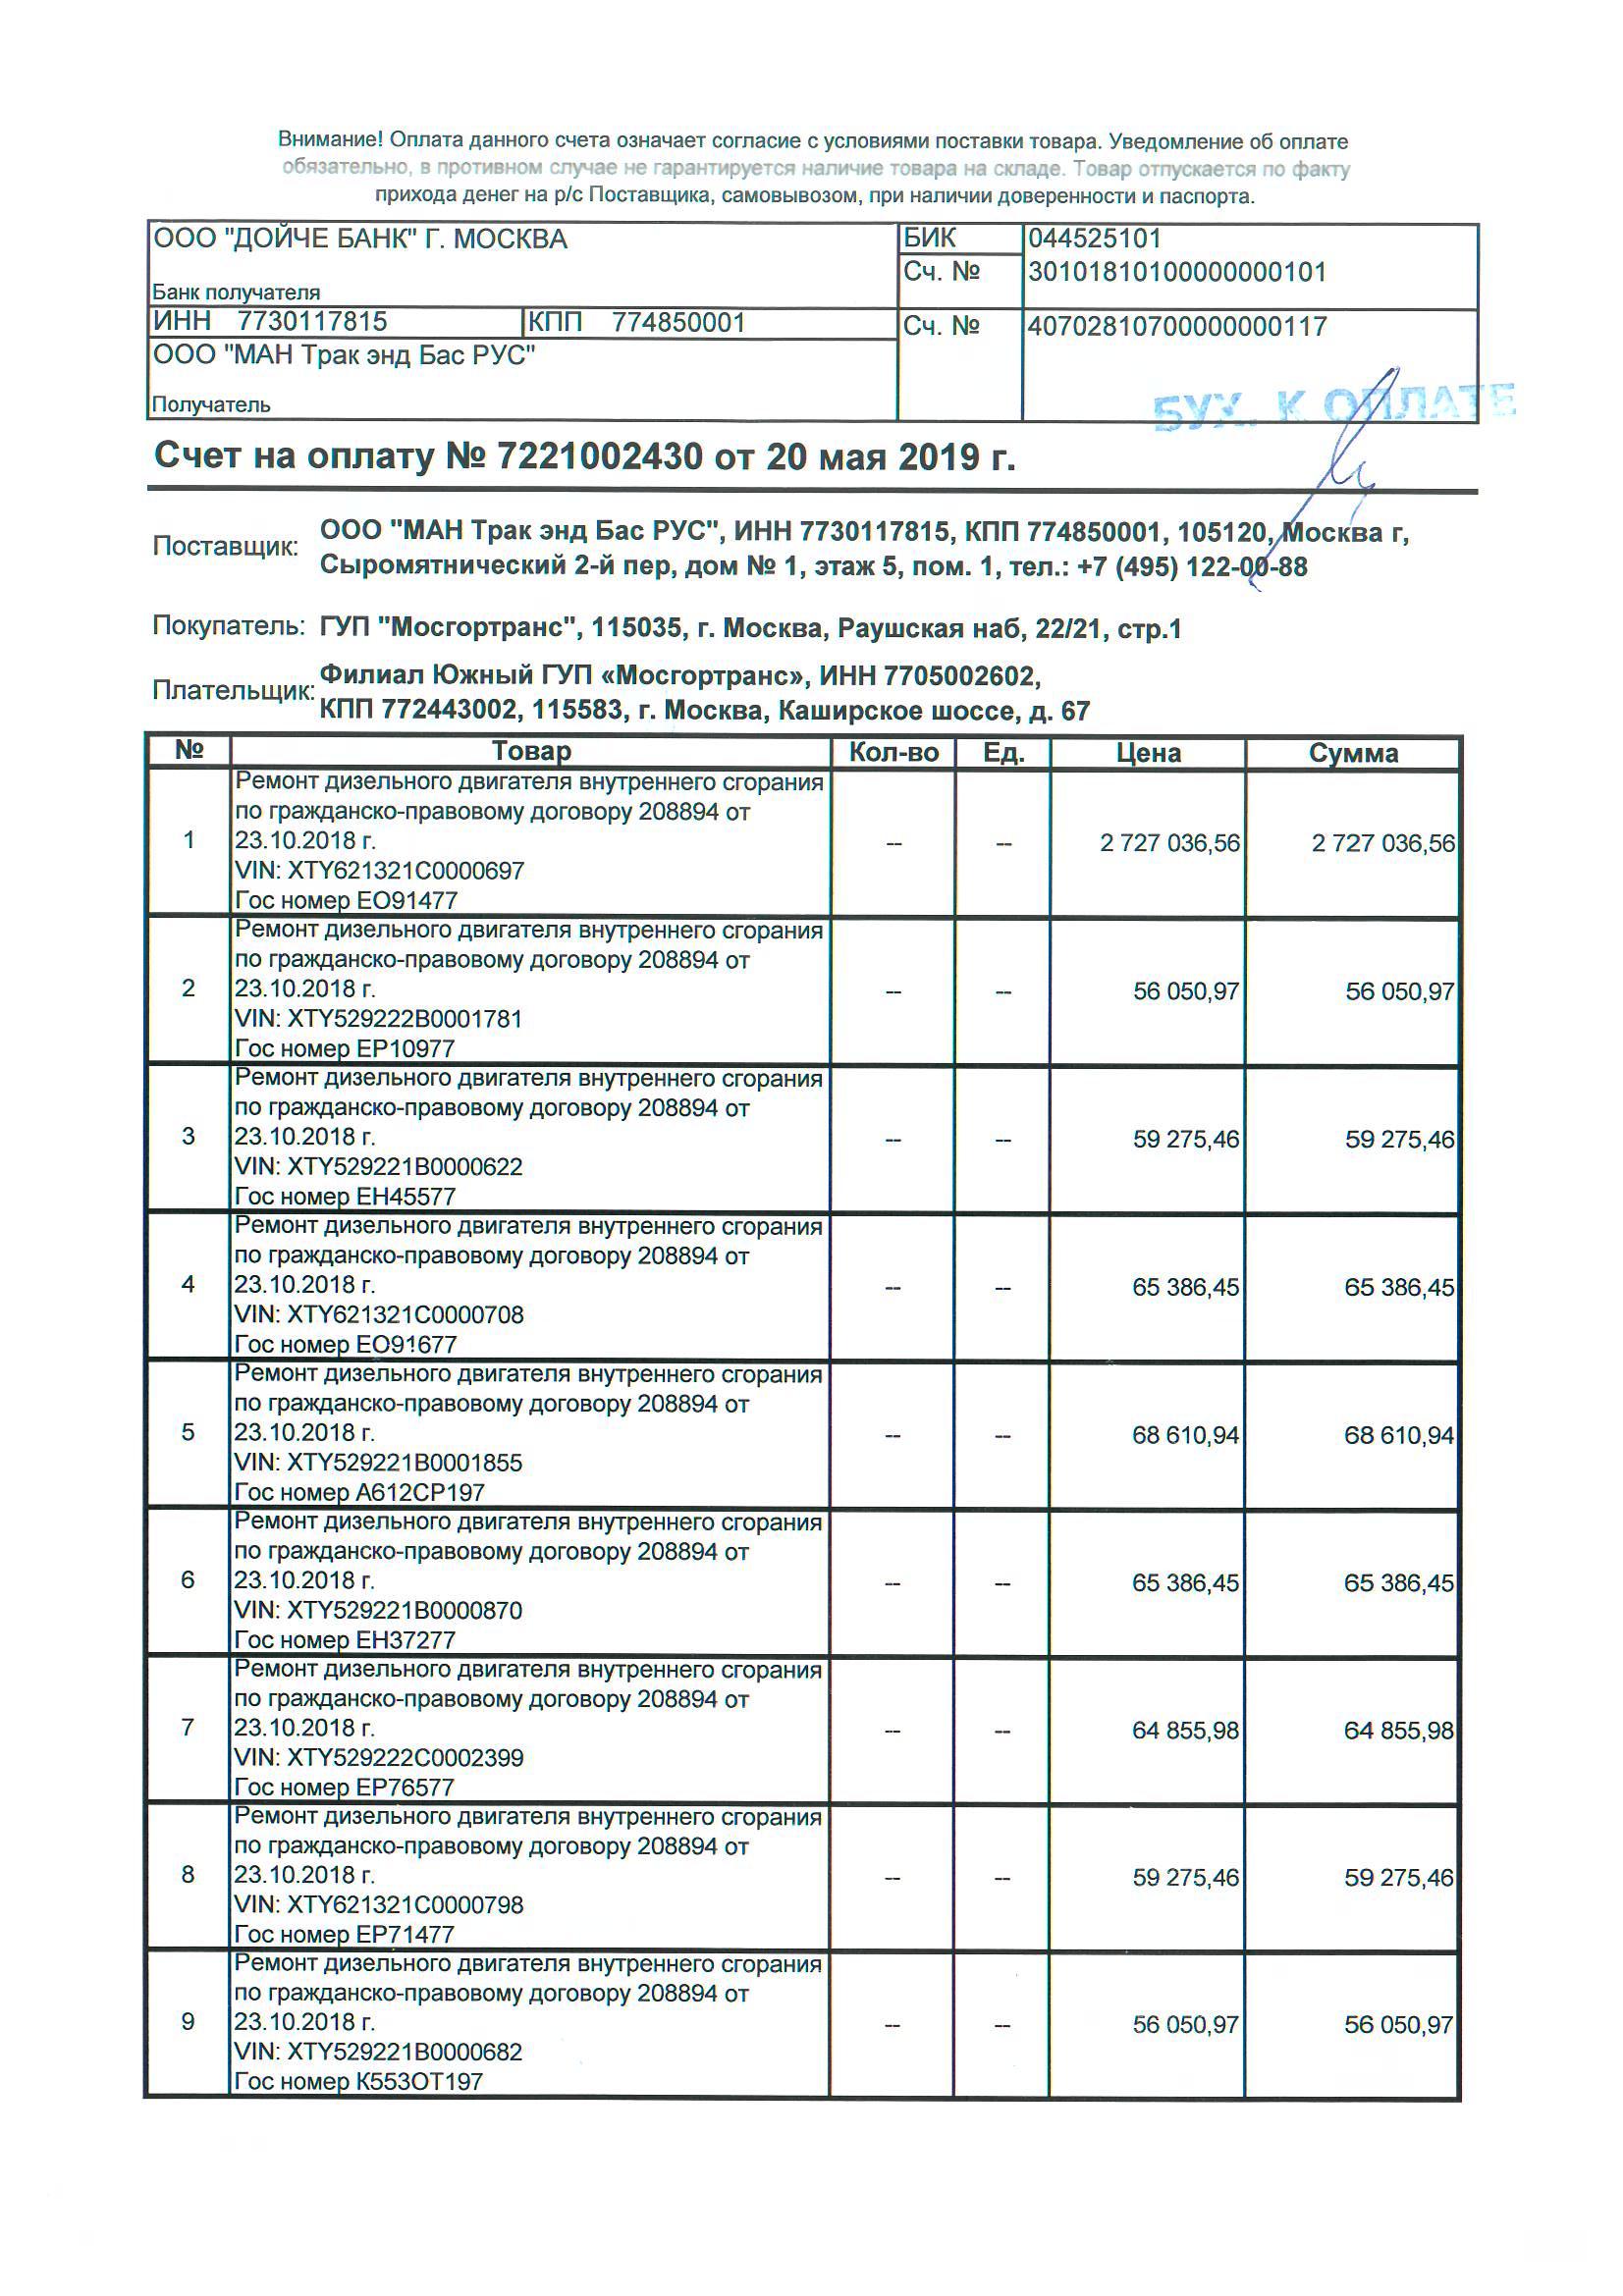 Внимание! Оплата данного счета означает согласие с условиями поставки товара. Уведомление об оплате
обязательно, в противном случае не гарантируется наличие товара на складе. Товар отпускается по факту
прихода денег на р/с Поставщика, самовывозом, при наличии доверенности и паспорта.
ООО "ДОЙЧЕ БАНК" Г. МОСКВА
БИК 044525101
Сч. № 30101810100000000101
Банк получателя
ИНН 7730117815 КПП 774850001 Сч. № 40702810700000000117
ООО "МАН Трак энд Бас РУС"
Получатель
БУХ. К ОПЛАТЕ
Счет на оплату № 7221002430 от 20 мая 2019 г.
Поставщик: ООО "МАН Трак энд Бас РУС", ИНН 7730117815, КПП 774850001, 105120, Москва г,
Сыромятнический 2-й пер, дом № 1, этаж 5, пом. 1, тел.: +7 (495) 122-00-88
Покупатель: ГУП "Мосгортранс", 115035, г. Москва, Раушская наб, 22/21, стр.1
Плательщик: Филиал Южный ГУП «Мосгортранс», ИНН 7705002602,
КПП 772443002, 115583, г. Москва, Каширское шоссе, д. 67
№ Товар Кол-во Ед. Цена Сумма
Ремонт дизельного двигателя внутреннего сгорания
по гражданско-правовому договору 208894 от
1 23.10.2018 г. -- -- 2 727 036,56 2 727 036,56
VIN: XTY621321C0000697
Гос номер ЕО91477
Ремонт дизельного двигателя внутреннего сгорания
по гражданско-правовому договору 208894 от
2 23.10.2018 г. -- -- 56 050,97 56 050,97
VIN: XTY529222B0001781
Гос номер ЕР10977
Ремонт дизельного двигателя внутреннего сгорания
по гражданско-правовому договору 208894 от
3 23.10.2018 г. -- -- 59 275,46 59 275,46
VIN: XTY529221B0000622
Гос номер ЕН45577
Ремонт дизельного двигателя внутреннего сгорания
по гражданско-правовому договору 208894 от
4 23.10.2018 г. -- -- 65 386,45 65 386,45
VIN: XTY621321C0000708
Гос номер ЕО91677
Ремонт дизельного двигателя внутреннего сгорания
по гражданско-правовому договору 208894 от
5 23.10.2018 г. -- -- 68 610,94 68 610,94
VIN: XTY529221B0001855
Гос номер А612СР197
Ремонт дизельного двигателя внутреннего сгорания
по гражданско-правовому договору 208894 от
6 23.10.2018 г. -- -- 65 386,45 65 386,45
VIN: XTY529221B0000870
Гос номер ЕН37277
Ремонт дизельного двигателя внутреннего сгорания
по гражданско-правовому договору 208894 от
7 23.10.2018 г. -- -- 64 855,98 64 855,98
VIN: XTY529222C0002399
Гос номер ЕР76577
Ремонт дизельного двигателя внутреннего сгорания
по гражданско-правовому договору 208894 от
8 23.10.2018 г. -- -- 59 275,46 59 275,46
VIN: XTY621321C0000798
Гос номер ЕР71477
Ремонт дизельного двигателя внутреннего сгорания
по гражданско-правовому договору 208894 от
9 23.10.2018 г. -- -- 56 050,97 56 050,97
VIN: XTY529221B0000682
Гос номер К553ОТ197